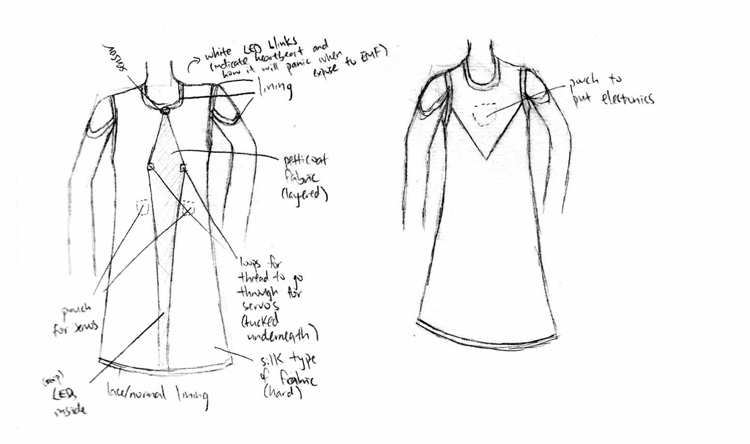 sensor
white LED blinks
(indicate heartbeat and
how it will panic when
expose to EMF)
lining
petticoat
fabric
(layered)
loops for
thread to go
through for
servo's
(tucked
underneath)
silk type
of fabric
(hard)
pouch
for servos
LEDs
inside
lace/normal lining
pouch to
put electronics